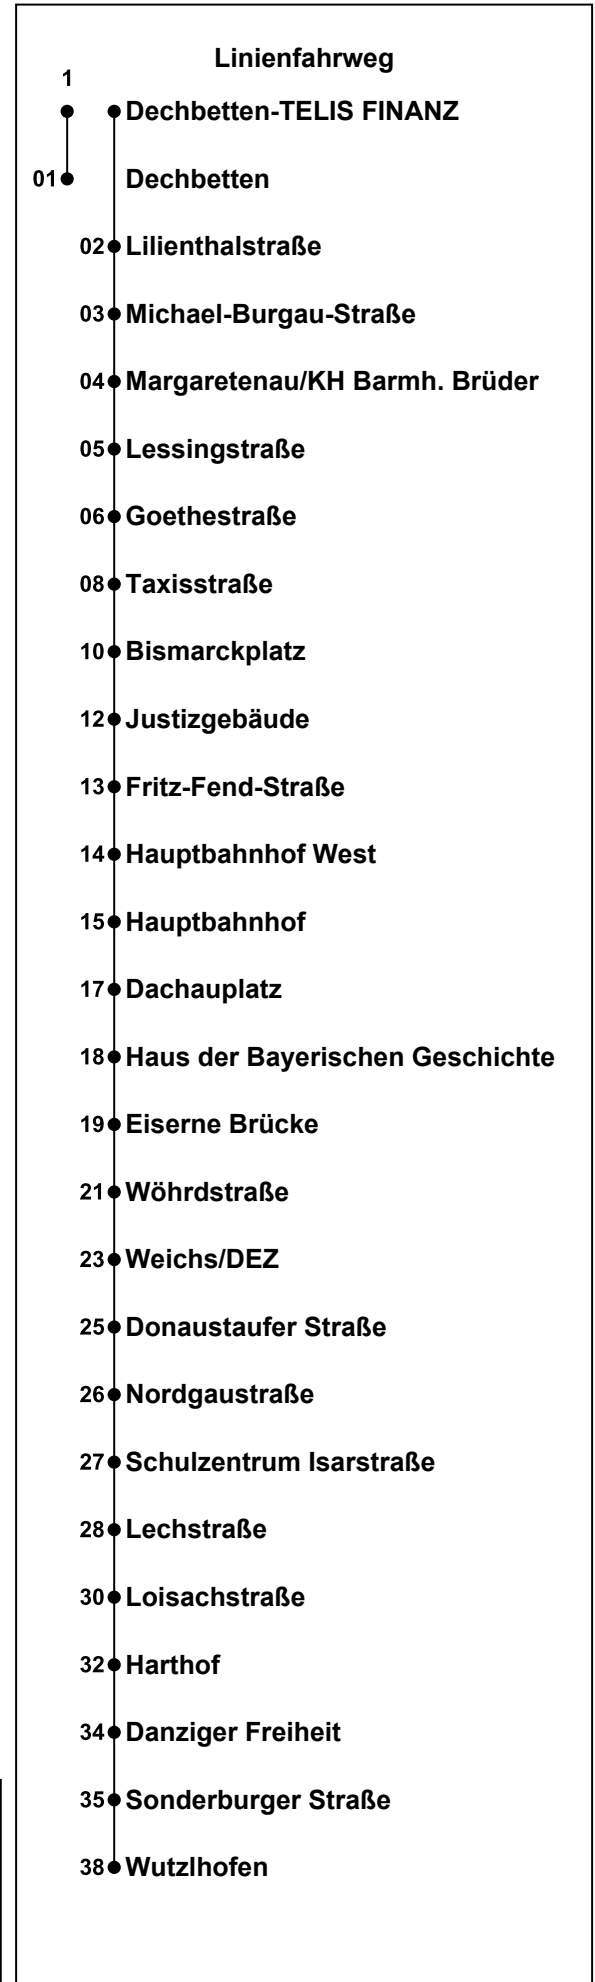 Linienfahrweg
1
Dechbetten-TELIS FINANZ
01 Dechbetten
02 Lilienthalstraße
03 Michael-Burgau-Straße
04 Margaretenau/KH Barmh. Brüder
05 Lessingstraße
06 Goethestraße
08 Taxisstraße
10 Bismarckplatz
12 Justizgebäude
13 Fritz-Fend-Straße
14 Hauptbahnhof West
15 Hauptbahnhof
17 Dachauplatz
18 Haus der Bayerischen Geschichte
19 Eiserne Brücke
21 Wöhrdstraße
23 Weichs/DEZ
25 Donaustaufer Straße
26 Nordgaustraße
27 Schulzentrum Isarstraße
28 Lechstraße
30 Loisachstraße
32 Harthof
34 Danziger Freiheit
35 Sonderburger Straße
38 Wutzlhofen